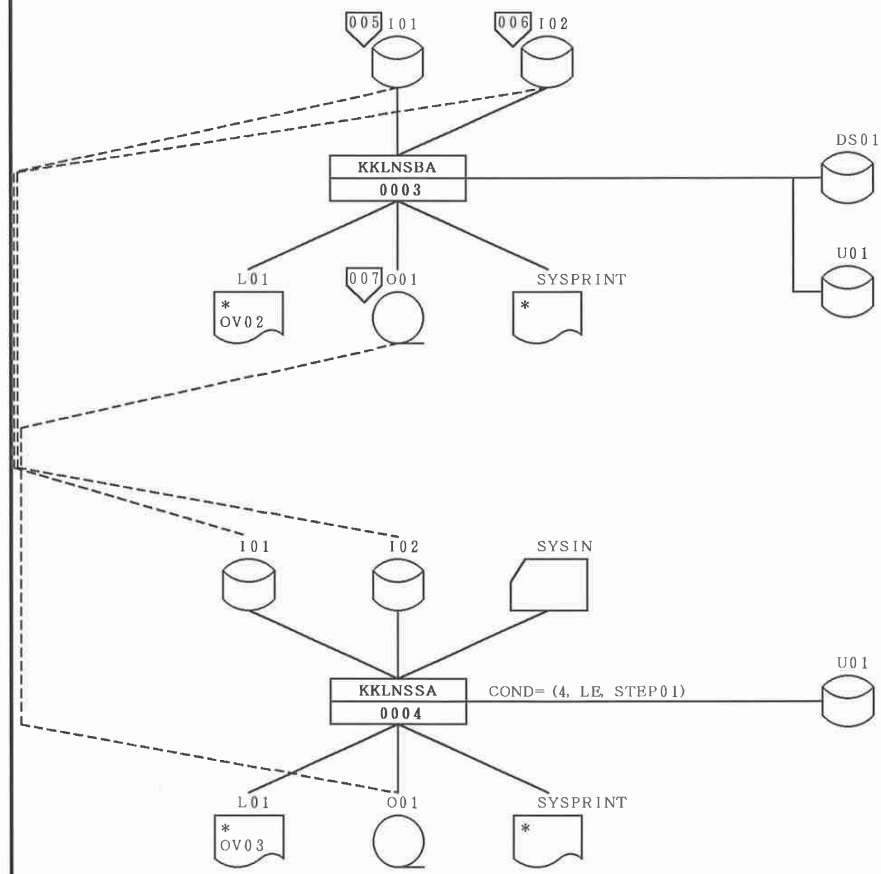 005 I01 006 I02
DS01
KKLNSBA
0003
U01
L01 007 O01 SYSPRINT
* *
OV02
I01 I02 SYSIN
U01
KKLNSSA COND= (4, LE, STEP01)
0004
L01 O01 SYSPRINT
* *
OV03